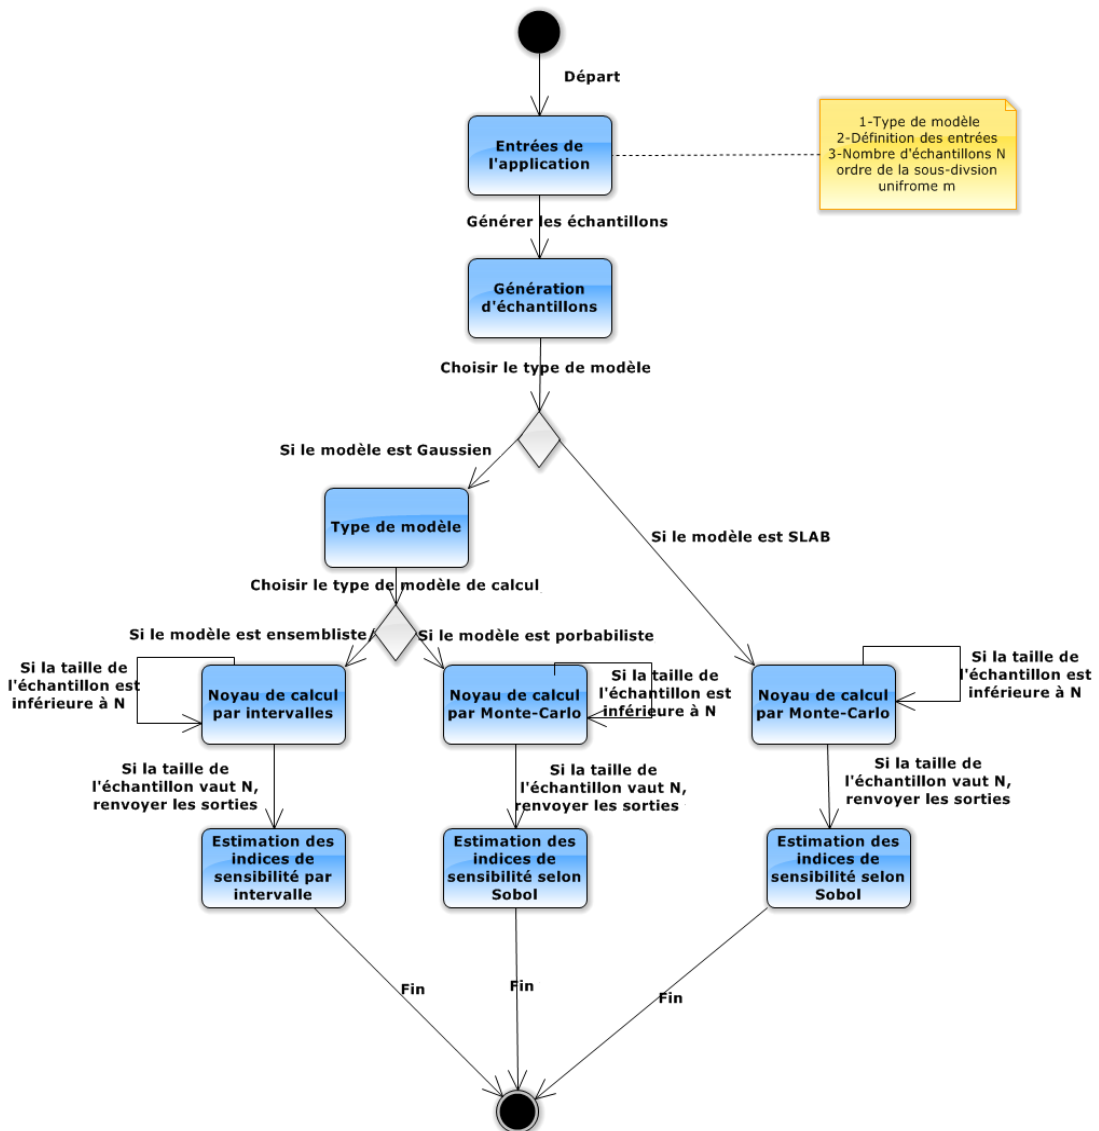 Départ
Entrées de
l'application
1-Type de modèle
2-Définition des entrées
3-Nombre d'échantillons N
ordre de la sous-divsion
unifrome m
Générer les échantillons
Génération
d'échantillons
Choisir le type de modèle
Si le modèle est Gaussien
Type de modèle
Si le modèle est SLAB
Choisir le type de modèle de calcul
Si le modèle est ensembliste
Si le modèle est porbabiliste
Si la taille de
l'échantillon est
inférieure à N
Noyau de calcul
par intervalles
Noyau de calcul
par Monte-Carlo
Si la taille de
l'échantillon est
inférieure à N
Noyau de calcul
par Monte-Carlo
Si la taille de
l'échantillon est
inférieure à N
Si la taille de
l'échantillon vaut N,
renvoyer les sorties
Si la taille de
l'échantillon vaut N,
renvoyer les sorties
Si la taille de
l'échantillon vaut N,
renvoyer les sorties
Estimation des
indices de
sensibilité par
intervalle
Estimation des
indices de
sensibilité selon
Sobol
Estimation des
indices de
sensibilité selon
Sobol
Fin
Fin
Fin